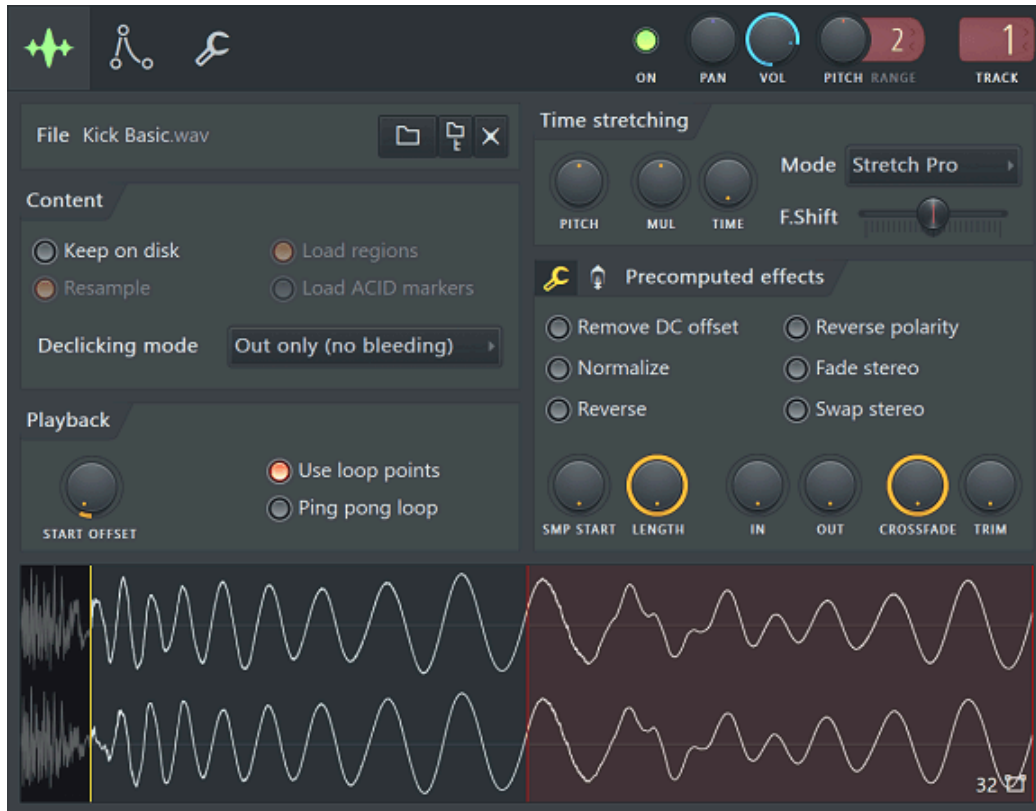 2
1
ON PAN VOL PITCH RANGE TRACK
File Kick Basic.wav
Content
Keep on disk Load regions
Resample Load ACID markers
Declicking mode Out only (no bleeding)
Playback
Use loop points
Ping pong loop
START OFFSET
Time stretching
Mode Stretch Pro
PITCH MUL TIME F.Shift
Precomputed effects
Remove DC offset Reverse polarity
Normalize Fade stereo
Reverse Swap stereo
SMP START LENGTH IN OUT CROSSFADE TRIM
32